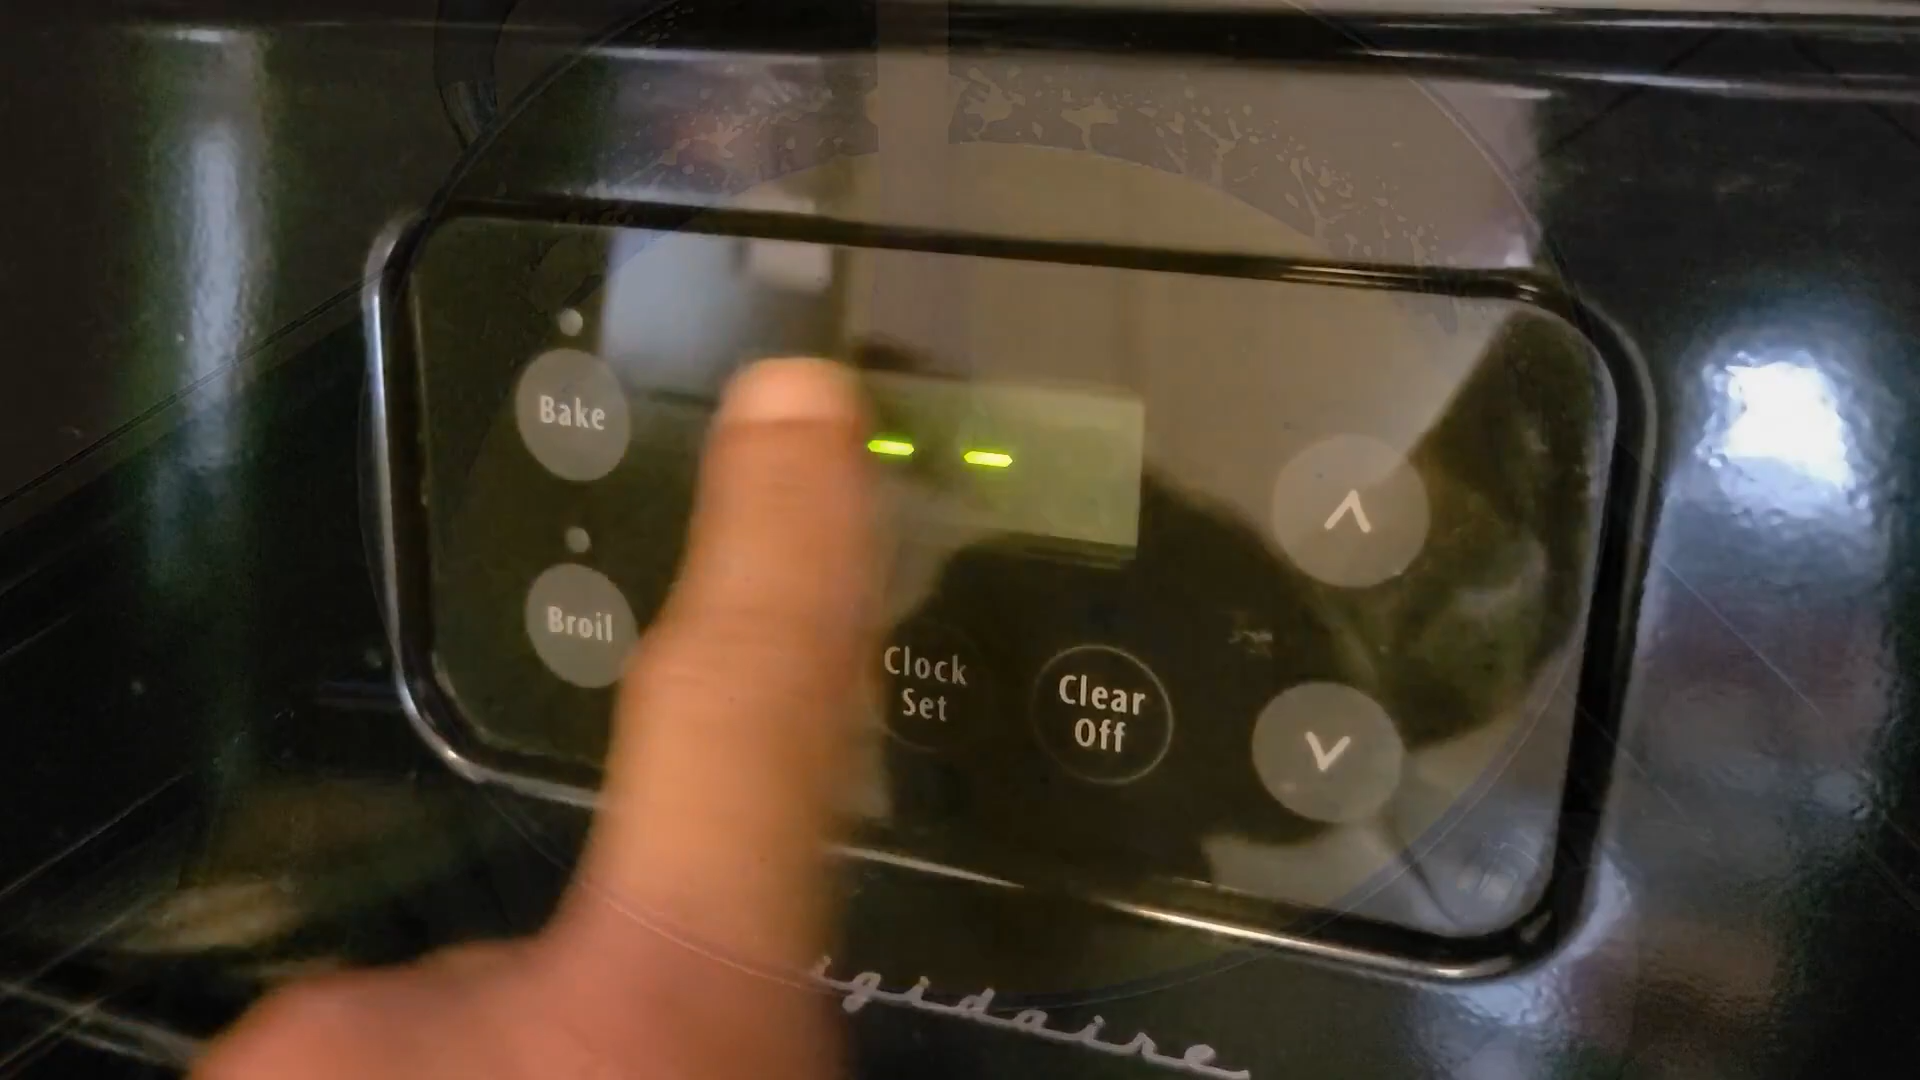 Bake
- -
Broil
Clock
Set
Clear
Off
igidaire